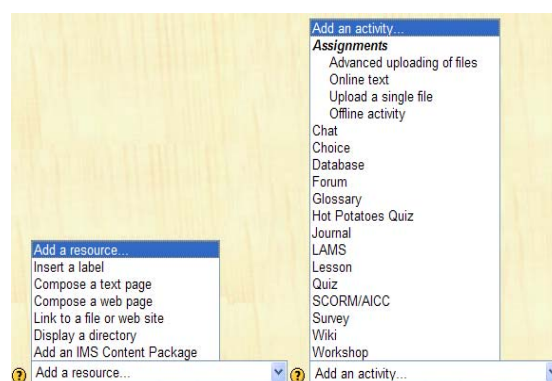 Add a resource...
Insert a label
Compose a text page
Compose a web page
Link to a file or web site
Display a directory
Add an IMS Content Package
? Add a resource...
Add an activity...
Assignments
Advanced uploading of files
Online text
Upload a single file
Offline activity
Chat
Choice
Database
Forum
Glossary
Hot Potatoes Quiz
Journal
LAMS
Lesson
Quiz
SCORM/AICC
Survey
Wiki
Workshop
? Add an activity...